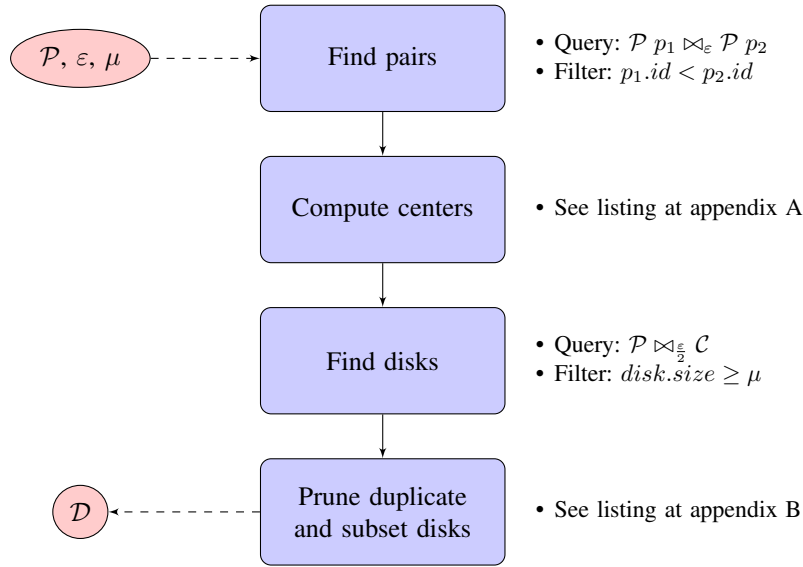 𝒫, ε, μ
Find pairs
• Query: 𝒫 p₁ ⋈_ε 𝒫 p₂
• Filter: p₁.id < p₂.id
Compute centers
• See listing at appendix A
Find disks
• Query: 𝒫 ⋈_{ε/2} 𝒞
• Filter: disk.size ≥ μ
Prune duplicate
and subset disks
• See listing at appendix B
𝒟